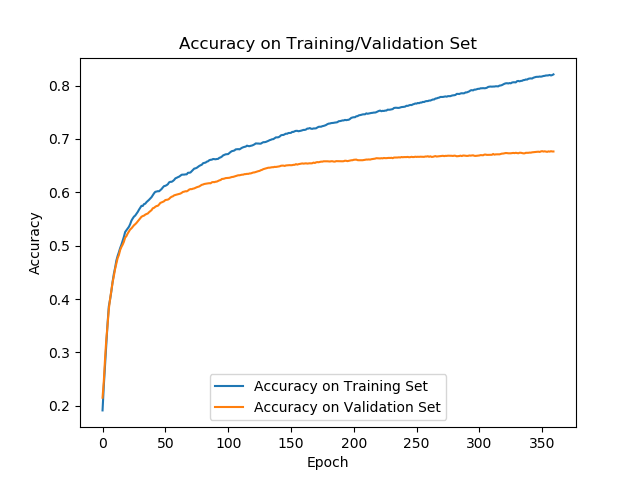 Accuracy on Training/Validation Set
0.8
0.7
0.6
0.5
0.4
0.3
0.2
Accuracy
Accuracy on Training Set
Accuracy on Validation Set
0 50 100 150 200 250 300 350
Epoch